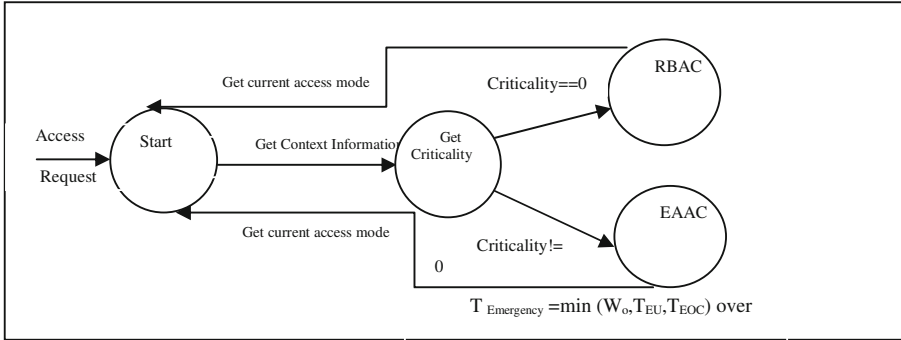 RBAC
Get current access mode
Criticality==0
Access
Request
Start
Get Context Information
Get
Criticality
EAAC
Get current access mode
Criticality!=
0
T Emergency =min (Wo,TEU,TEOC) over